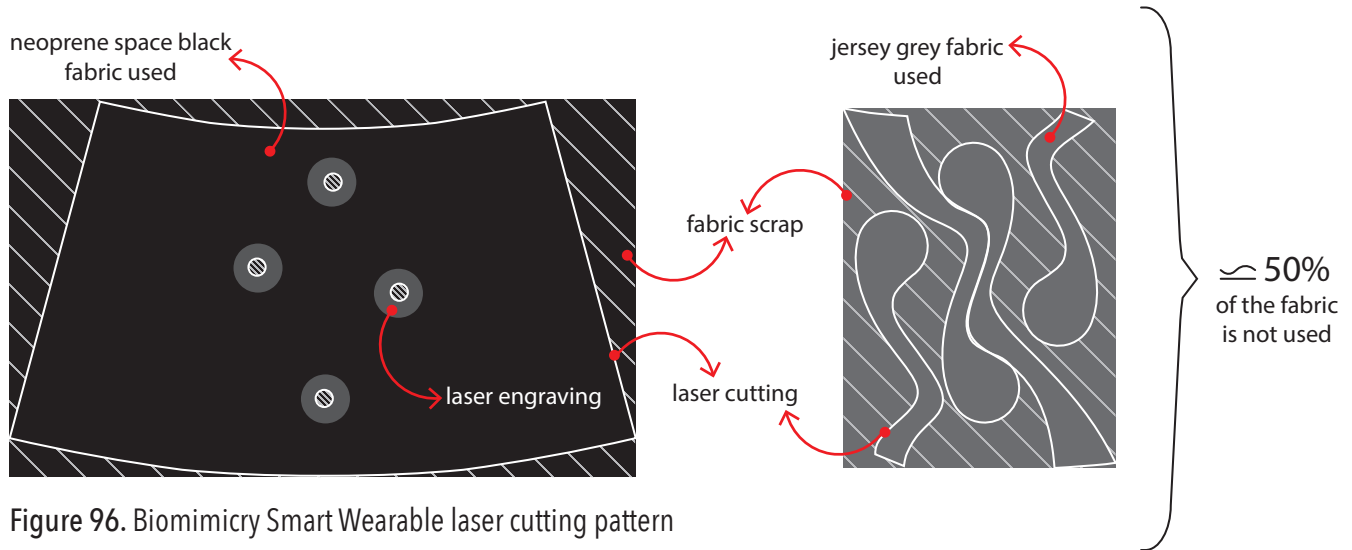 neoprene space black
fabric used
jersey grey fabric
used
fabric scrap
laser engraving
laser cutting
≃ 50%
of the fabric
is not used
Figure 96. Biomimicry Smart Wearable laser cutting pattern